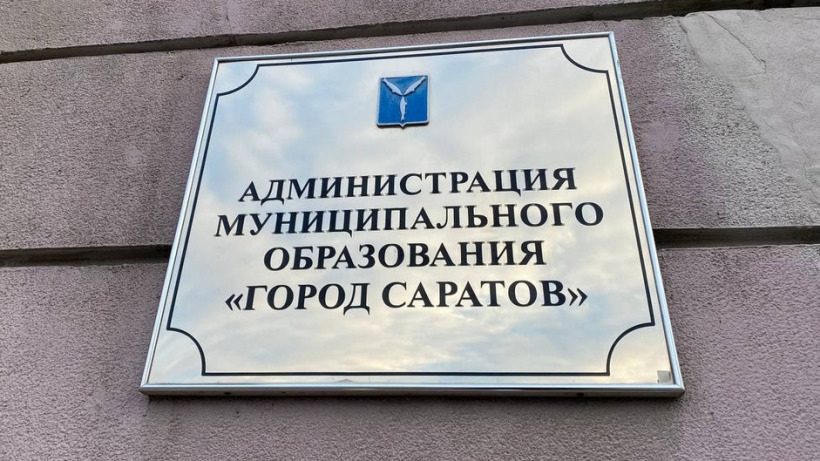 АДМИНИСТРАЦИЯ
МУНИЦИПАЛЬНОГО
ОБРАЗОВАНИЯ
«ГОРОД САРАТОВ»